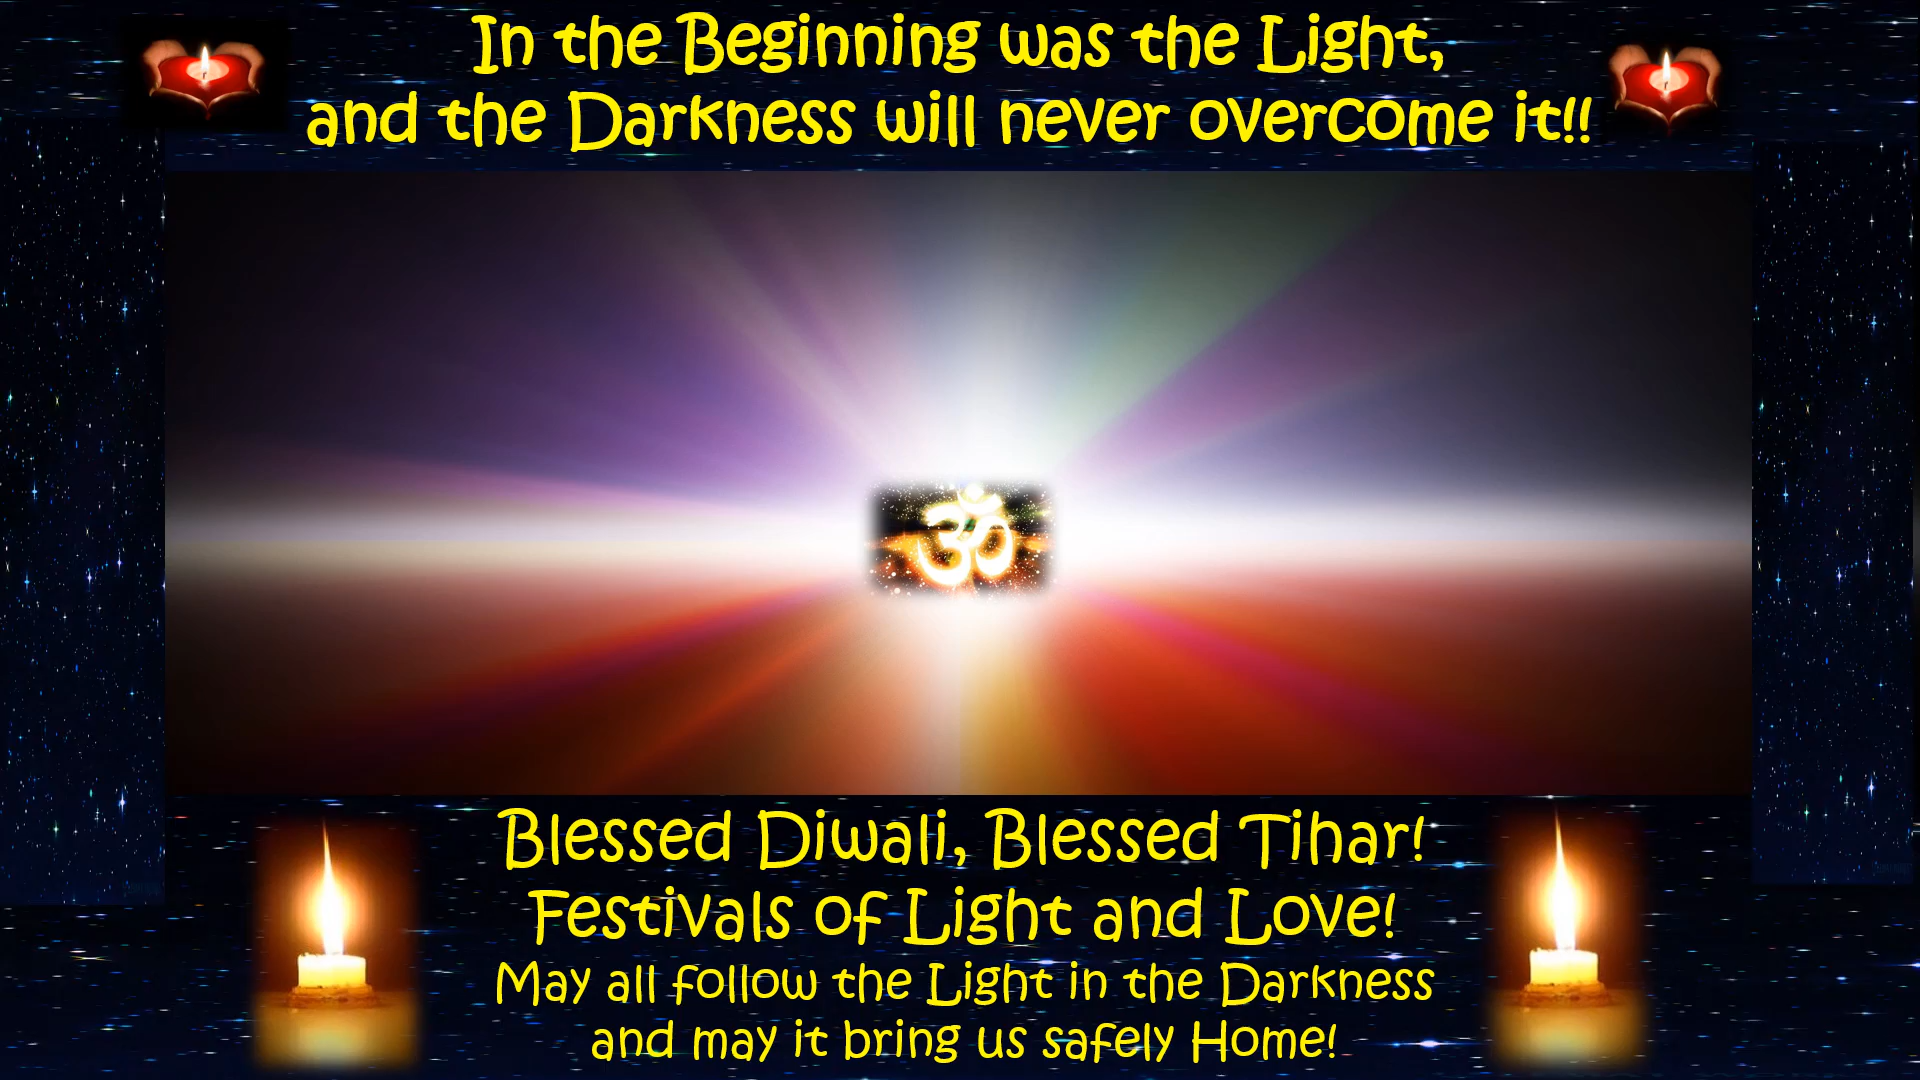 In the Beginning was the Light,
and the Darkness will never overcome it!!
ॐ
Blessed Diwali, Blessed Tihar!
Festivals of Light and Love!
May all follow the Light in the Darkness
and may it bring us safely Home!